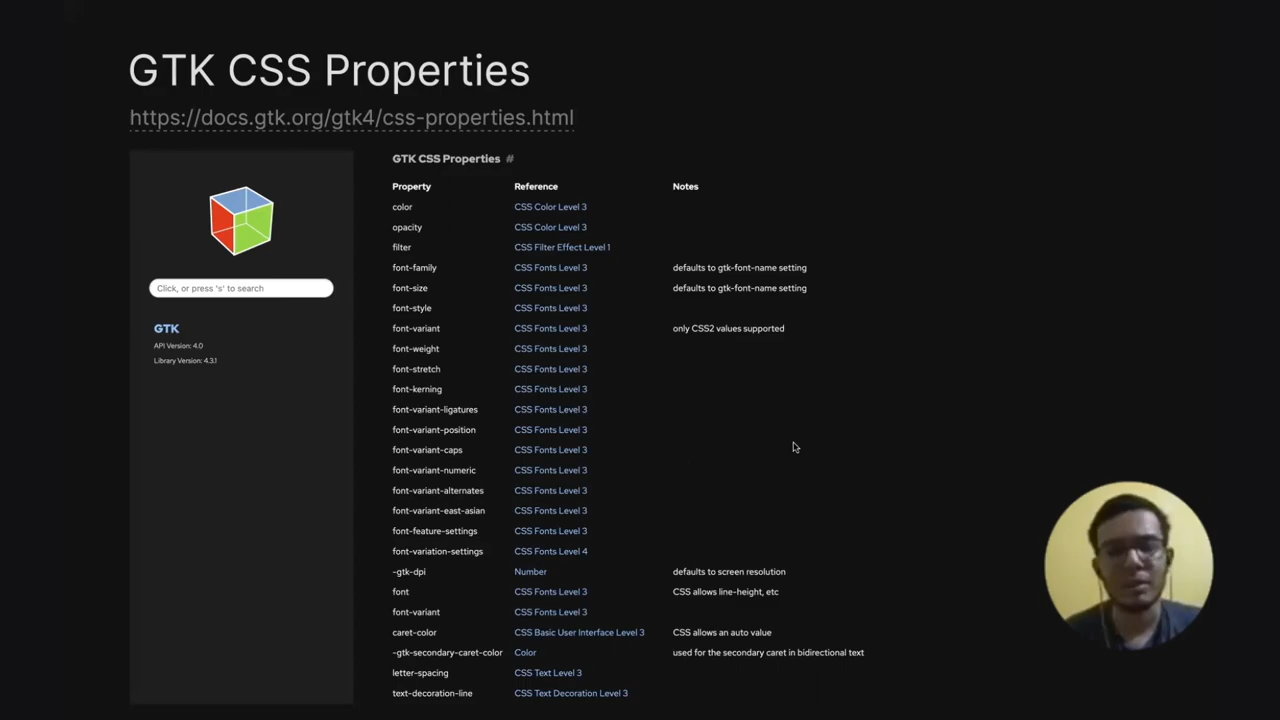 GTK CSS Properties
https://docs.gtk.org/gtk4/css-properties.html
Click, or press 's' to search
GTK
API Version: 4.0
Library Version: 4.3.1
GTK CSS Properties #
Property Reference Notes
color CSS Color Level 3
opacity CSS Color Level 3
filter CSS Filter Effect Level 1
font-family CSS Fonts Level 3 defaults to gtk-font-name setting
font-size CSS Fonts Level 3 defaults to gtk-font-name setting
font-style CSS Fonts Level 3
font-variant CSS Fonts Level 3 only CSS2 values supported
font-weight CSS Fonts Level 3
font-stretch CSS Fonts Level 3
font-kerning CSS Fonts Level 3
font-variant-ligatures CSS Fonts Level 3
font-variant-position CSS Fonts Level 3
font-variant-caps CSS Fonts Level 3
font-variant-numeric CSS Fonts Level 3
font-variant-alternates CSS Fonts Level 3
font-variant-east-asian CSS Fonts Level 3
font-feature-settings CSS Fonts Level 3
font-variation-settings CSS Fonts Level 4
-gtk-dpi Number defaults to screen resolution
font CSS Fonts Level 3 CSS allows line-height, etc
font-variant CSS Fonts Level 3
caret-color CSS Basic User Interface Level 3 CSS allows an auto value
-gtk-secondary-caret-color Color used for the secondary caret in bidirectional text
letter-spacing CSS Text Level 3
text-decoration-line CSS Text Decoration Level 3